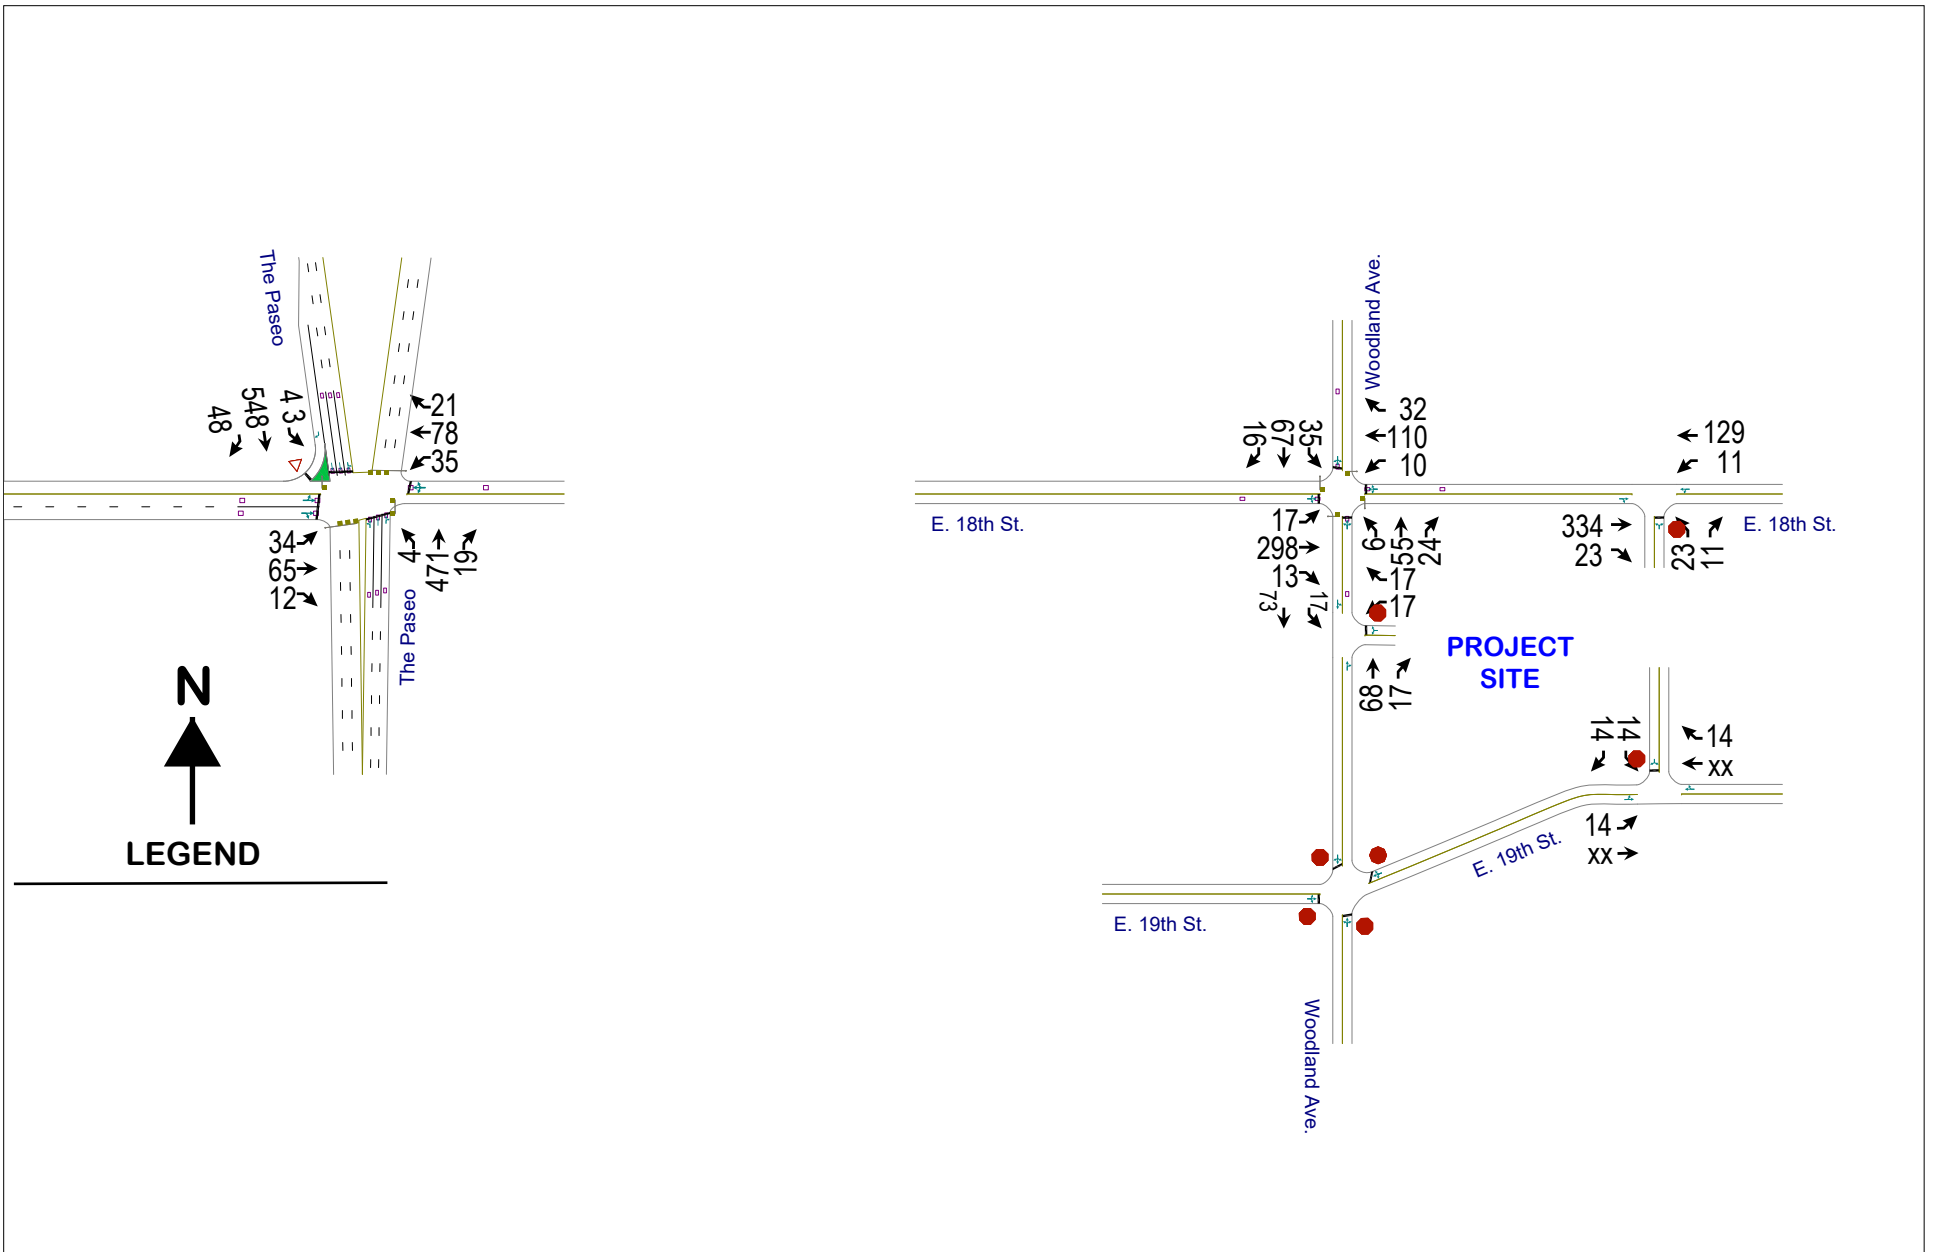 The Paseo
48
548
4 3
21
78
35
34
65
12
4
471
19
The Paseo
N
LEGEND
Woodland Ave.
16
67
35
32
110
10
E. 18th St.
17
298
13
6
55
24
129
11
334
23
23
11
E. 18th St.
73
17
17
17
68
17
PROJECT
SITE
14
14
14
xx
14
xx
E. 19th St.
E. 19th St.
Woodland Ave.